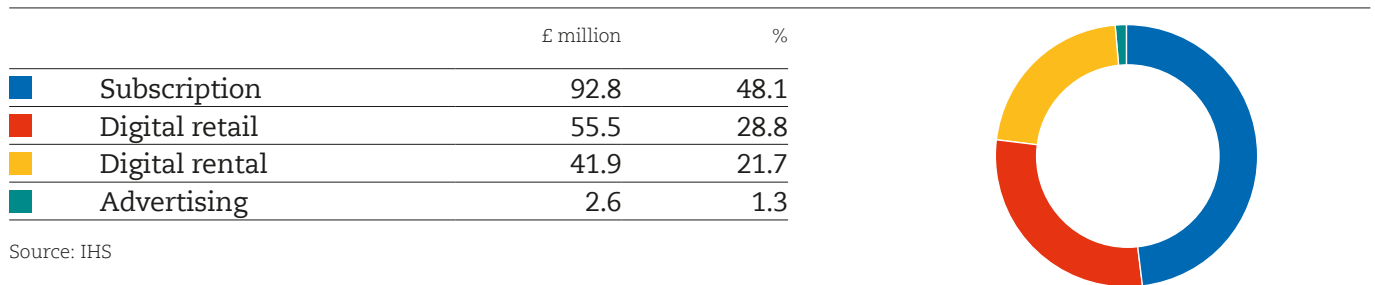 £ million %
Subscription 92.8 48.1
Digital retail 55.5 28.8
Digital rental 41.9 21.7
Advertising 2.6 1.3
Source: IHS